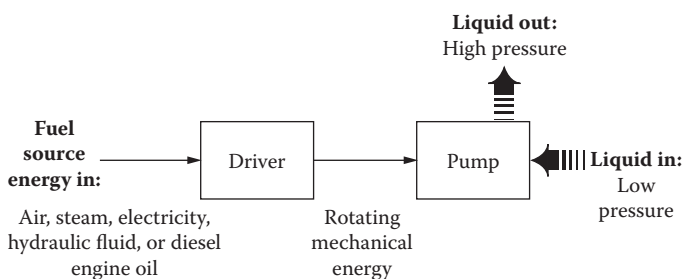 Liquid out:
High pressure
Fuel
source
energy in:
Driver
Pump
Liquid in:
Low
pressure
Air, steam, electricity,
hydraulic fluid, or diesel
engine oil
Rotating
mechanical
energy